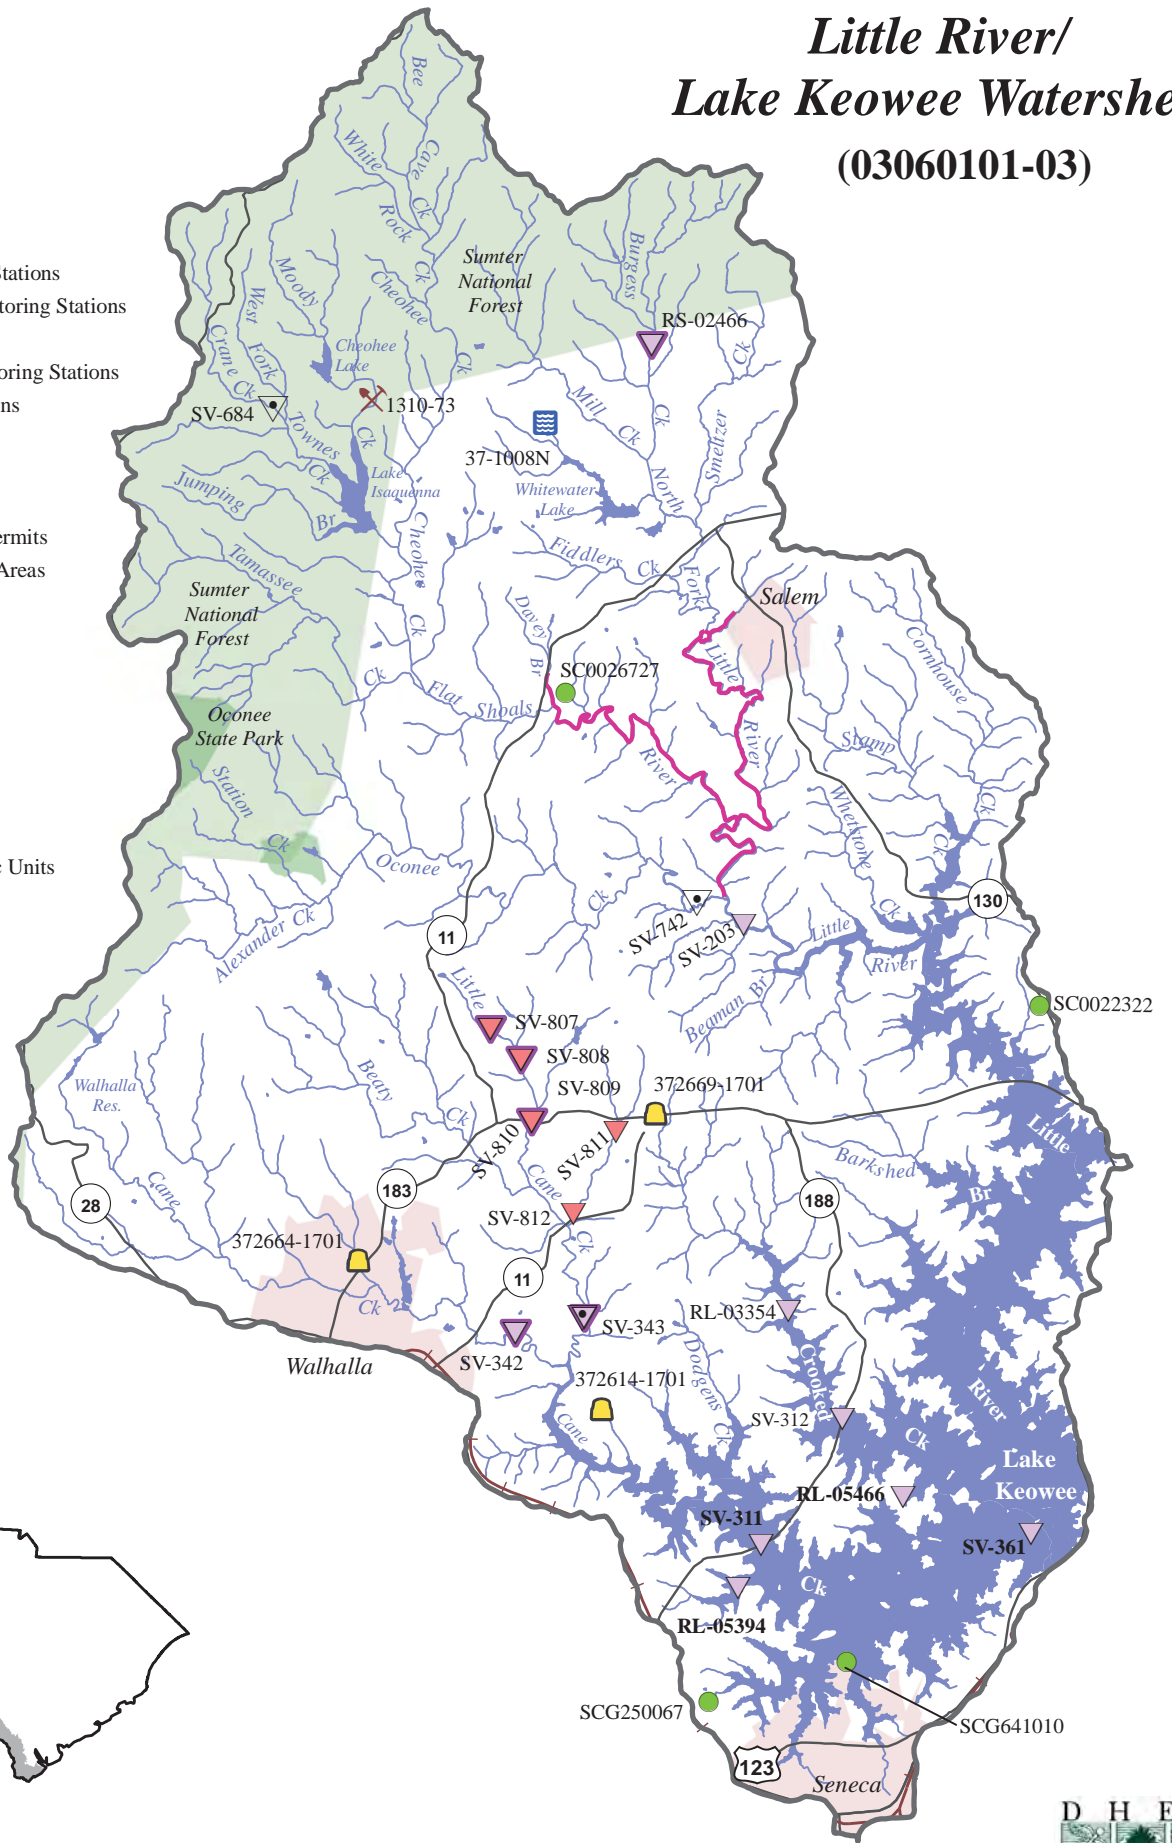 Little River/
Lake Keowee Watershe
(03060101-03)
Stations
toring Stations
oring Stations
ns
ermits
Areas
c Units
Bee
White
Cave
Ck
Rock
Ck
Sumter
National
Forest
Burgess
Moody
Cheohee
West
Fork
RS-02466
Crane Ck
Cheohee
Lake
Ck
Ck
SV-684
1310-73
Mill
Ck
Ck
Smeltzer
Townes
Ck
Ck
37-1008N
Lake
Isaquenna
Jumping
Br
Whitewater
Lake
North
Cheohee
Ck
Fiddlers Ck
Fork
Tamassee
Sumter
National
Forest
Davey
Br
Salem
Little
Cornhouse
Ck
SC0026727
Flat Shoals
River
River
Oconee
State Park
Stamp
Station
Ck
Whetstone
Ck
Ck
Ck
Oconee
Ck
130
Alexander Ck
11
SV-742
SV-203
Little
River
Little
Beaman Br
SC0022322
SV-807
SV-808
Beaty
Ck
SV-809
372669-1701
Walhalla
Res.
SV-810
SV-811
Little
Barkshed
Br
Cane
Cane
Ck
28
183
188
SV-812
372664-1701
11
Ck
RL-03354
SV-343
Walhalla
SV-342
Dodgens
Ck
Crooked
Ck
372614-1701
River
SV-312
Cane
Lake
Keowee
RL-05466
SV-311
SV-361
Ck
RL-05394
SCG250067
SCG641010
123
Seneca
D H E